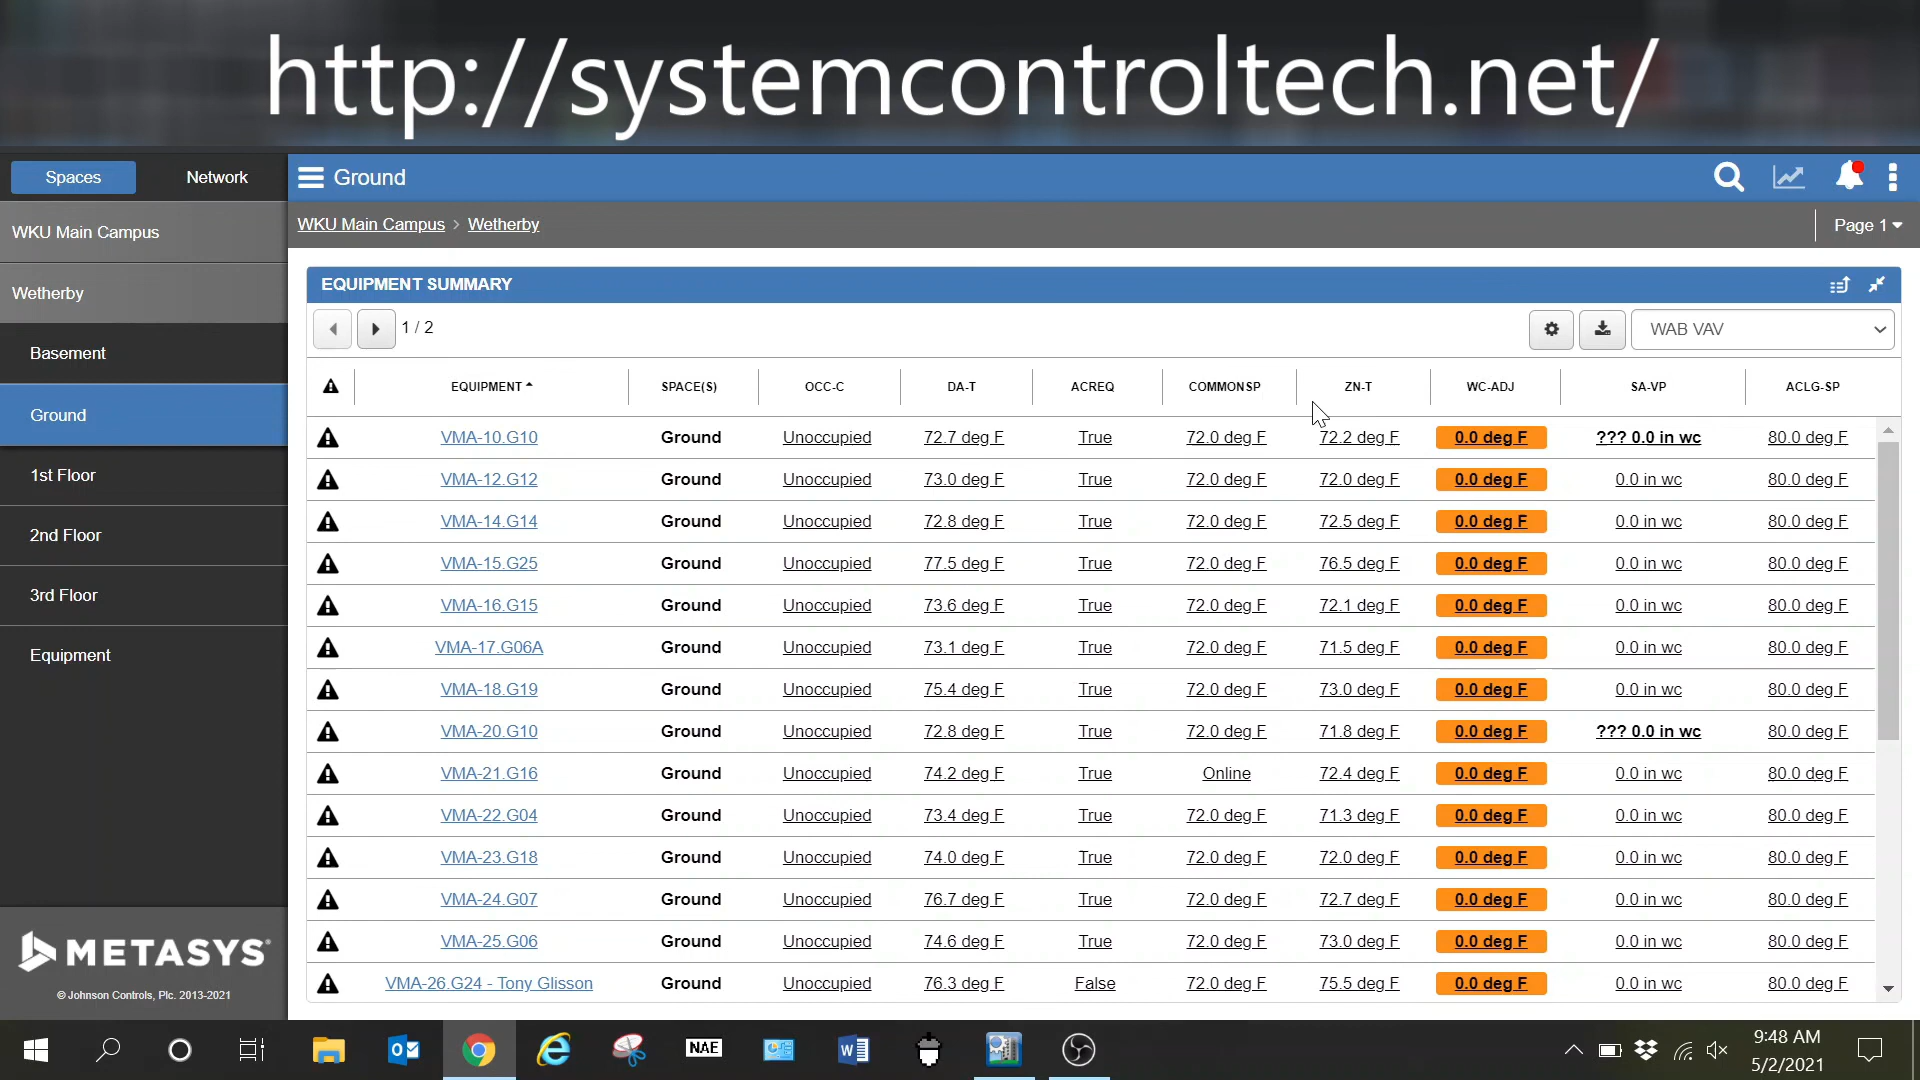 http://systemcontroltech.net/
Spaces Network Ground
WKU Main Campus
WKU Main Campus > Wetherby Page 1
Wetherby
Basement
Ground
1st Floor
2nd Floor
3rd Floor
Equipment
METASYS®
© Johnson Controls, Plc. 2013-2021
EQUIPMENT SUMMARY
1 / 2 WAB VAV
EQUIPMENT SPACE(S) OCC-C DA-T ACREQ COMMONSP ZN-T WC-ADJ SA-VP ACLG-SP
VMA-10.G10 Ground Unoccupied 72.7 deg F True 72.0 deg F 72.2 deg F 0.0 deg F ??? 0.0 in wc 80.0 deg F
VMA-12.G12 Ground Unoccupied 73.0 deg F True 72.0 deg F 72.0 deg F 0.0 deg F 0.0 in wc 80.0 deg F
VMA-14.G14 Ground Unoccupied 72.8 deg F True 72.0 deg F 72.5 deg F 0.0 deg F 0.0 in wc 80.0 deg F
VMA-15.G25 Ground Unoccupied 77.5 deg F True 72.0 deg F 76.5 deg F 0.0 deg F 0.0 in wc 80.0 deg F
VMA-16.G15 Ground Unoccupied 73.6 deg F True 72.0 deg F 72.1 deg F 0.0 deg F 0.0 in wc 80.0 deg F
VMA-17.G06A Ground Unoccupied 73.1 deg F True 72.0 deg F 71.5 deg F 0.0 deg F 0.0 in wc 80.0 deg F
VMA-18.G19 Ground Unoccupied 75.4 deg F True 72.0 deg F 73.0 deg F 0.0 deg F 0.0 in wc 80.0 deg F
VMA-20.G10 Ground Unoccupied 72.8 deg F True 72.0 deg F 71.8 deg F 0.0 deg F ??? 0.0 in wc 80.0 deg F
VMA-21.G16 Ground Unoccupied 74.2 deg F True Online 72.4 deg F 0.0 deg F 0.0 in wc 80.0 deg F
VMA-22.G04 Ground Unoccupied 73.4 deg F True 72.0 deg F 71.3 deg F 0.0 deg F 0.0 in wc 80.0 deg F
VMA-23.G18 Ground Unoccupied 74.0 deg F True 72.0 deg F 72.0 deg F 0.0 deg F 0.0 in wc 80.0 deg F
VMA-24.G07 Ground Unoccupied 76.7 deg F True 72.0 deg F 72.7 deg F 0.0 deg F 0.0 in wc 80.0 deg F
VMA-25.G06 Ground Unoccupied 74.6 deg F True 72.0 deg F 73.0 deg F 0.0 deg F 0.0 in wc 80.0 deg F
VMA-26.G24 - Tony Glisson Ground Unoccupied 76.3 deg F False 72.0 deg F 75.5 deg F 0.0 deg F 0.0 in wc 80.0 deg F
NAE
9:48 AM
5/2/2021